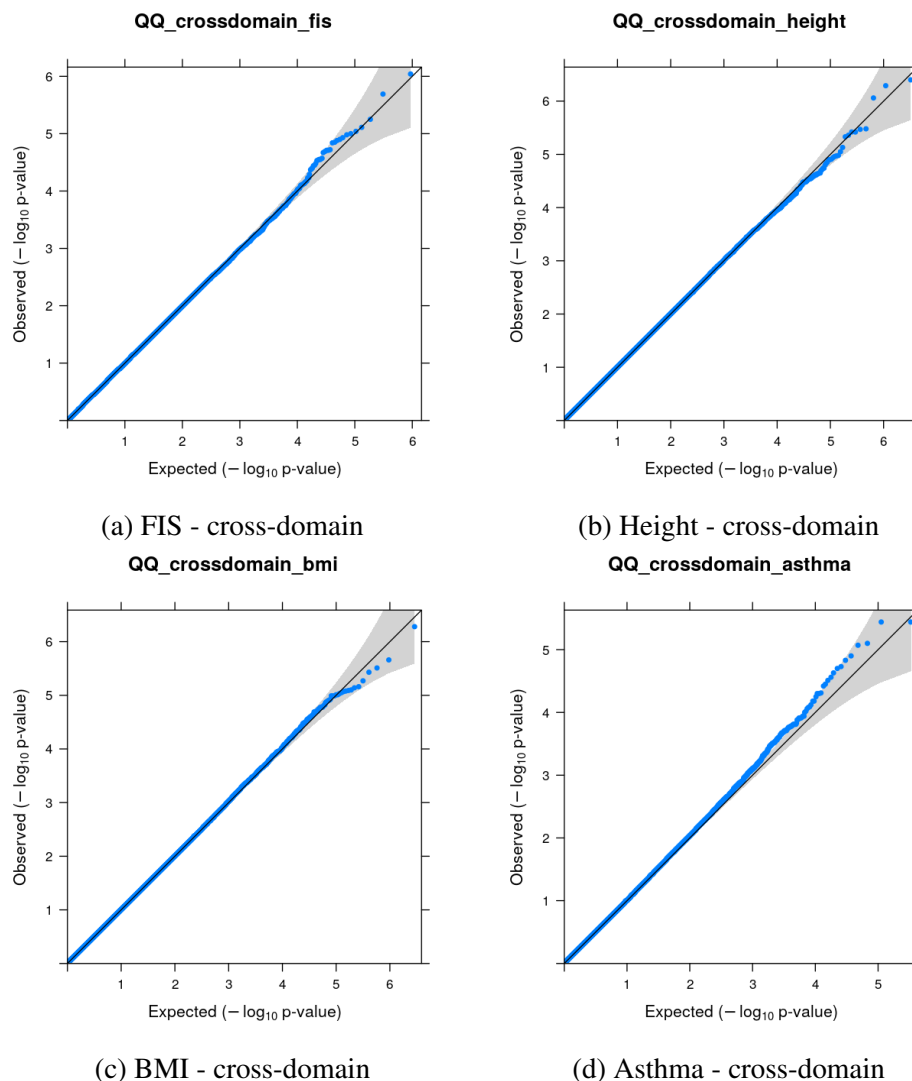 QQ_crossdomain_fis
QQ_crossdomain_height
6
5
4
3
2
1
Observed (− log₁₀ p-value)
1 2 3 4 5 6
Expected (− log₁₀ p-value)
6
5
4
3
2
1
Observed (− log₁₀ p-value)
1 2 3 4 5 6
Expected (− log₁₀ p-value)
(a) FIS - cross-domain
(b) Height - cross-domain
QQ_crossdomain_bmi
QQ_crossdomain_asthma
6
5
4
3
2
1
Observed (− log₁₀ p-value)
1 2 3 4 5 6
Expected (− log₁₀ p-value)
5
4
3
2
1
Observed (− log₁₀ p-value)
1 2 3 4 5
Expected (− log₁₀ p-value)
(c) BMI - cross-domain
(d) Asthma - cross-domain